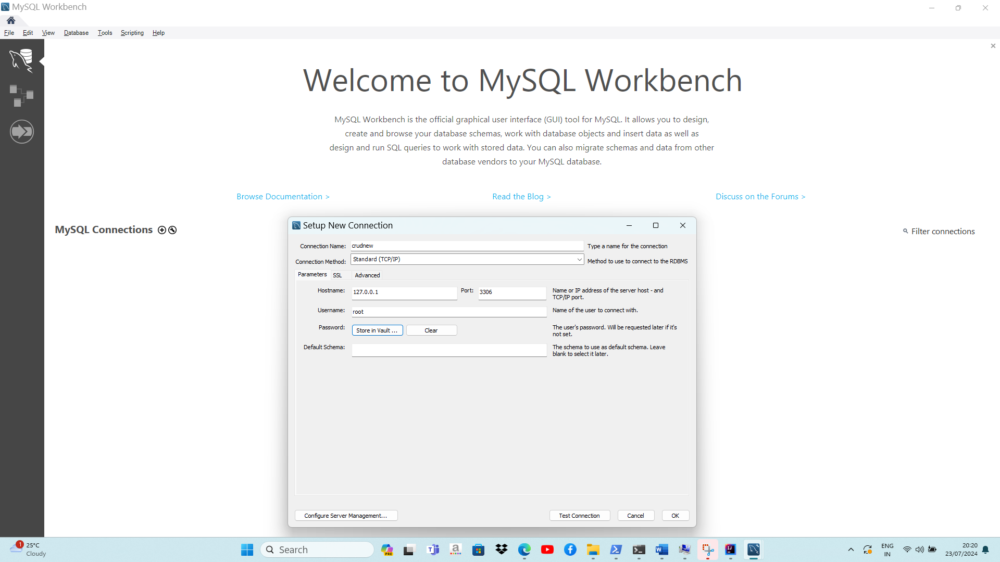 MySQL Workbench
File Edit View Database Tools Scripting Help
Welcome to MySQL Workbench
MySQL Workbench is the official graphical user interface (GUI) tool for MySQL. It allows you to design,
create and browse your database schemas, work with database objects and insert data as well as
design and run SQL queries to work with stored data. You can also migrate schemas and data from other
database vendors to your MySQL database.
Browse Documentation > Read the Blog > Discuss on the Forums >
MySQL Connections
Filter connections
Setup New Connection
Connection Name: crudnew Type a name for the connection
Connection Method: Standard (TCP/IP) Method to use to connect to the RDBMS
Parameters SSL Advanced
Hostname: 127.0.0.1 Port: 3306 Name or IP address of the server host - and
TCP/IP port.
Username: root Name of the user to connect with.
Password: Store in Vault ... Clear The user's password. Will be requested later if it's
not set.
Default Schema: The schema to use as default schema. Leave
blank to select it later.
Configure Server Management... Test Connection Cancel OK
1
25°C
Cloudy
Search
PRE
a
IJ
ENG
IN
20:20
23/07/2024